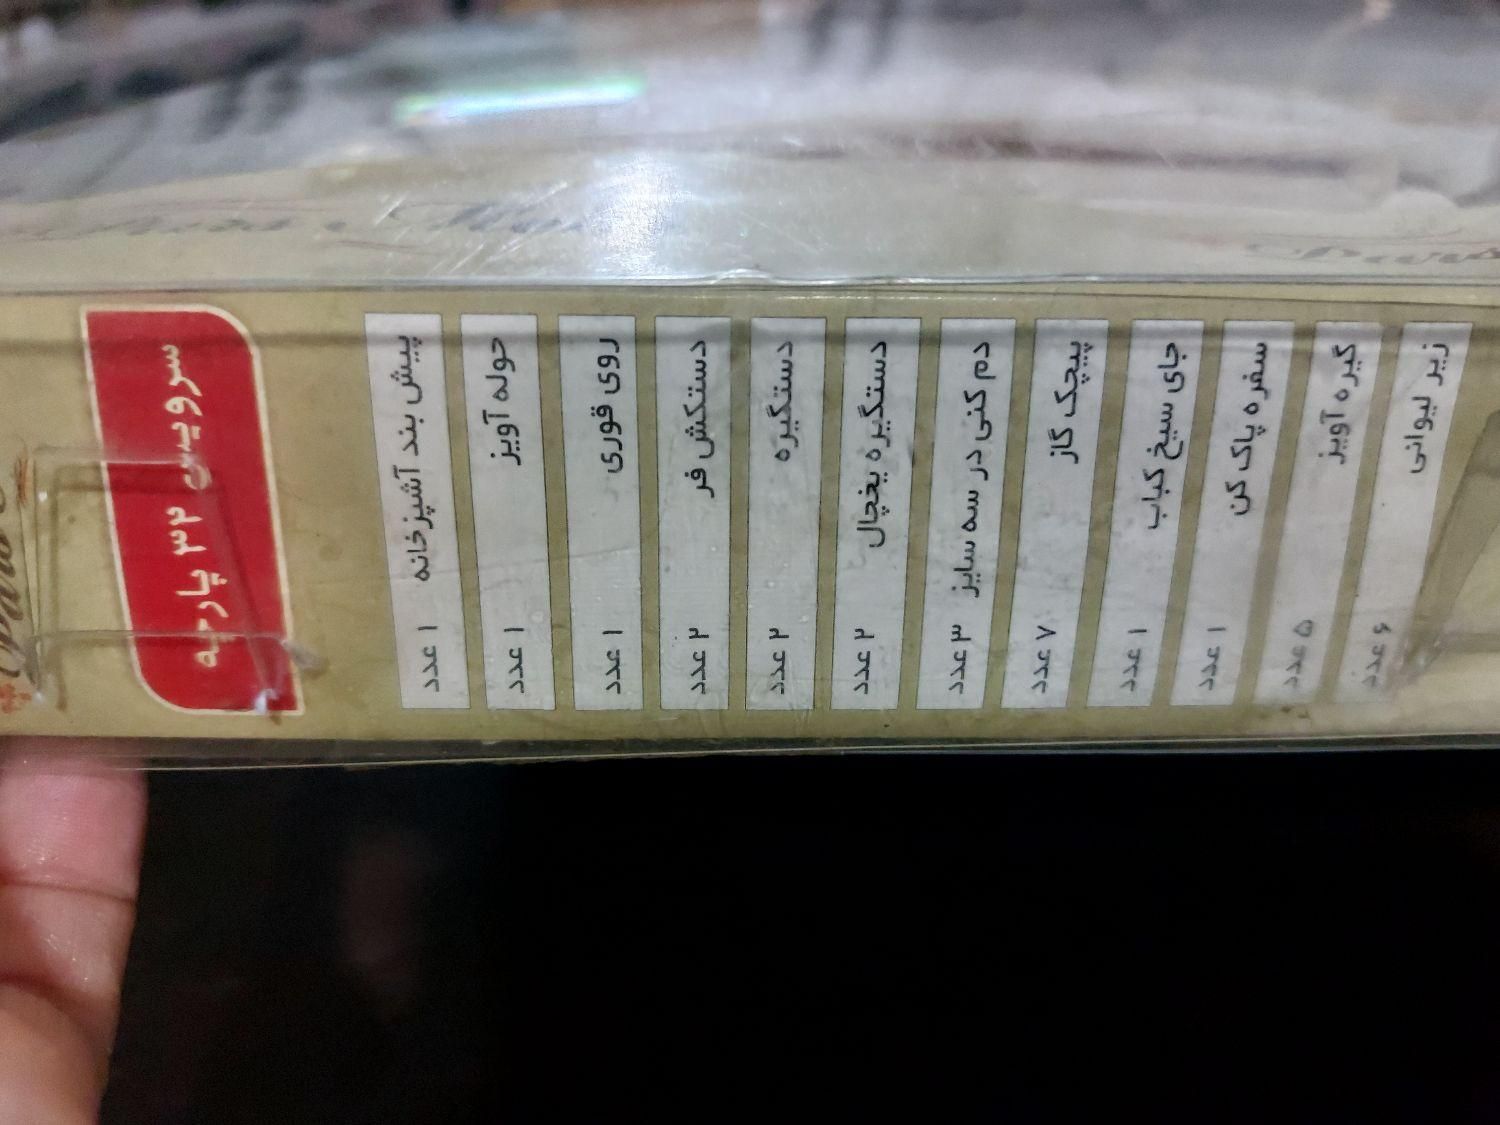 سرویس ۳۲ پارچه
پیش بند آشپزخانه ۱ عدد
حوله آویز ۱ عدد
روی قوری ۱ عدد
دستکش فر ۲ عدد
دستگیره ۲ عدد
دستگیره یخچال ۲ عدد
دم کنی در سه سایز ۳ عدد
پیچک گاز ۷ عدد
جای سیخ کباب ۱ عدد
سفره پاک کن ۱ عدد
گیره آویز ۵ عدد
زیر لیوانی ۶ عدد